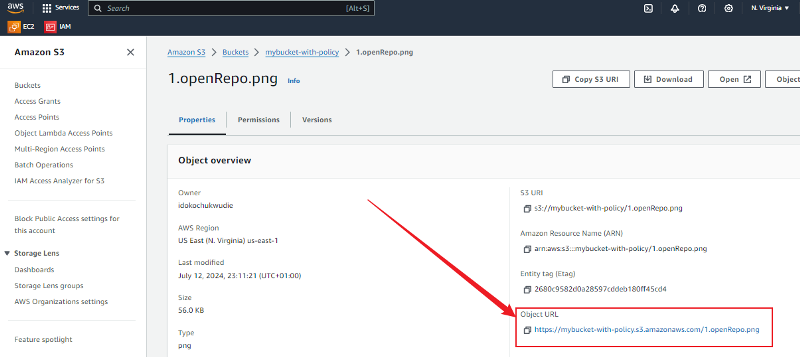 aws
Services
Search
[Alt+S]
N. Virginia
EC2
IAM
Amazon S3
Buckets
Access Grants
Access Points
Object Lambda Access Points
Multi-Region Access Points
Batch Operations
IAM Access Analyzer for S3
Block Public Access settings for
this account
Storage Lens
Dashboards
Storage Lens groups
AWS Organizations settings
Feature spotlight
Amazon S3 > Buckets > mybucket-with-policy > 1.openRepo.png
1.openRepo.png Info
Copy S3 URI
Download
Open
Object
Properties
Permissions
Versions
Object overview
Owner
idokochukwudie
AWS Region
US East (N. Virginia) us-east-1
Last modified
July 12, 2024, 23:11:21 (UTC+01:00)
Size
56.0 KB
Type
png
S3 URI
s3://mybucket-with-policy/1.openRepo.png
Amazon Resource Name (ARN)
arn:aws:s3:::mybucket-with-policy/1.openRepo.png
Entity tag (Etag)
2680c9582d0a28597cddeb180ff45cd4
Object URL
https://mybucket-with-policy.s3.amazonaws.com/1.openRepo.png